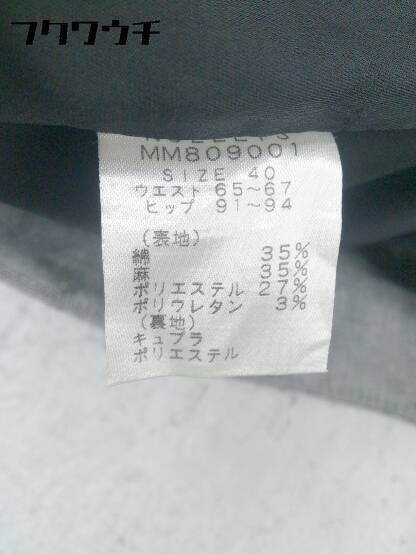 フクワウチ
MM809001
SIZE 40
ウエスト 65~67
ヒップ 91~94
(表地)
綿 35%
麻 35%
ポリエステル 27%
ポリウレタン 3%
(裏地)
キュプラ
ポリエステル